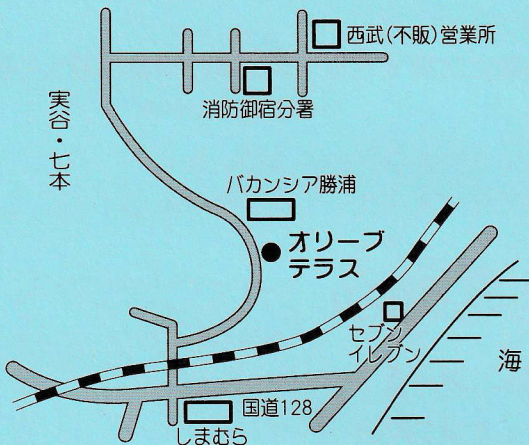 西武(不販)営業所
消防御宿分署
実谷・七本
バカンシア勝浦
オリーブ
テラス
セブン
イレブン
海
国道128
しまむら